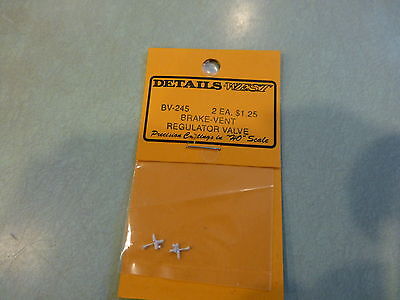 DETAILS WEST
BV-245 2 EA. $1.25
BRAKE-VENT
REGULATOR VALVE
Precision Castings in "HO" Scale